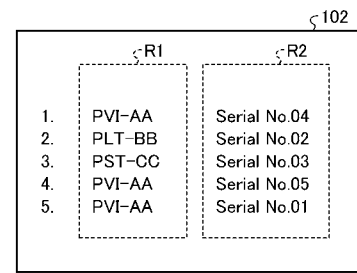 102
R1 R2
1. PVI-AA Serial No.04
2. PLT-BB Serial No.02
3. PST-CC Serial No.03
4. PVI-AA Serial No.05
5. PVI-AA Serial No.01